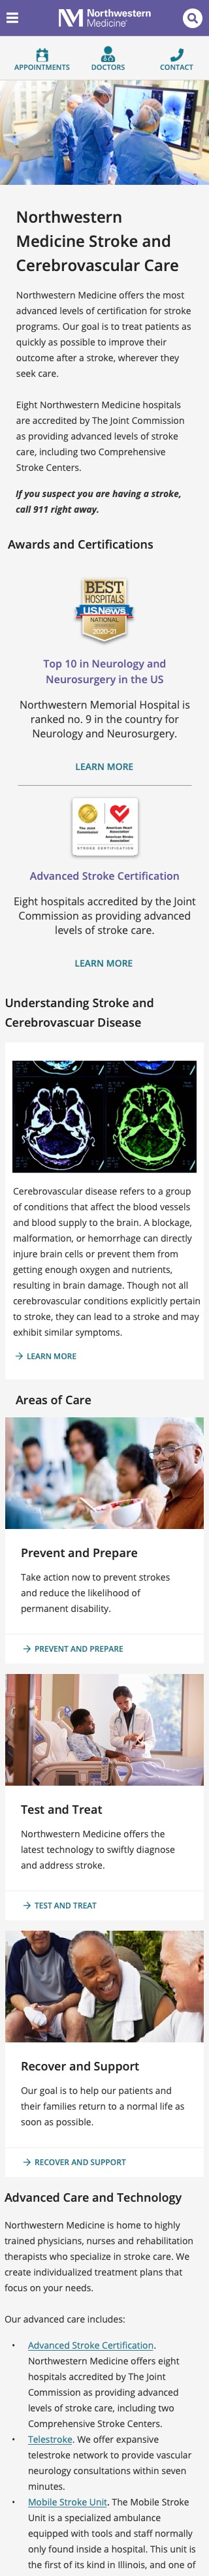 Northwestern
Medicine
APPOINTMENTS
DOCTORS
CONTACT
Northwestern
Medicine Stroke and
Cerebrovascular Care
Northwestern Medicine offers the most
advanced levels of certification for stroke
programs. Our goal is to treat patients as
quickly as possible to improve their
outcome after a stroke, wherever they
seek care.
Eight Northwestern Medicine hospitals
are accredited by The Joint Commission
as providing advanced levels of stroke
care, including two Comprehensive
Stroke Centers.
If you suspect you are having a stroke,
call 911 right away.
Awards and Certifications
BEST
HOSPITALS
U.S.News
NATIONAL
2020-21
Top 10 in Neurology and
Neurosurgery in the US
Northwestern Memorial Hospital is
ranked no. 9 in the country for
Neurology and Neurosurgery.
LEARN MORE
The Joint Commission
American Heart Association
American Stroke Association
STROKE CERTIFICATION
Advanced Stroke Certification
Eight hospitals accredited by the Joint
Commission as providing advanced
levels of stroke care.
LEARN MORE
Understanding Stroke and
Cerebrovascuar Disease
Cerebrovascular disease refers to a group
of conditions that affect the blood vessels
and blood supply to the brain. A blockage,
malformation, or hemorrhage can directly
injure brain cells or prevent them from
getting enough oxygen and nutrients,
resulting in brain damage. Though not all
cerebrovascular conditions explicitly pertain
to stroke, they can lead to a stroke and may
exhibit similar symptoms.
LEARN MORE
Areas of Care
Prevent and Prepare
Take action now to prevent strokes
and reduce the likelihood of
permanent disability.
PREVENT AND PREPARE
Test and Treat
Northwestern Medicine offers the
latest technology to swiftly diagnose
and address stroke.
TEST AND TREAT
Recover and Support
Our goal is to help our patients and
their families return to a normal life as
soon as possible.
RECOVER AND SUPPORT
Advanced Care and Technology
Northwestern Medicine is home to highly
trained physicians, nurses and rehabilitation
therapists who specialize in stroke care. We
create individualized treatment plans that
focus on your needs.
Our advanced care includes:
• Advanced Stroke Certification.
Northwestern Medicine offers eight
hospitals accredited by The Joint
Commission as providing advanced
levels of stroke care, including two
Comprehensive Stroke Centers.
• Telestroke. We offer expansive
telestroke network to provide vascular
neurology consultations within seven
minutes.
• Mobile Stroke Unit. The Mobile Stroke
Unit is a specialized ambulance
equipped with tools and staff normally
only found inside a hospital. This unit is
the first of its kind in Illinois, and one of